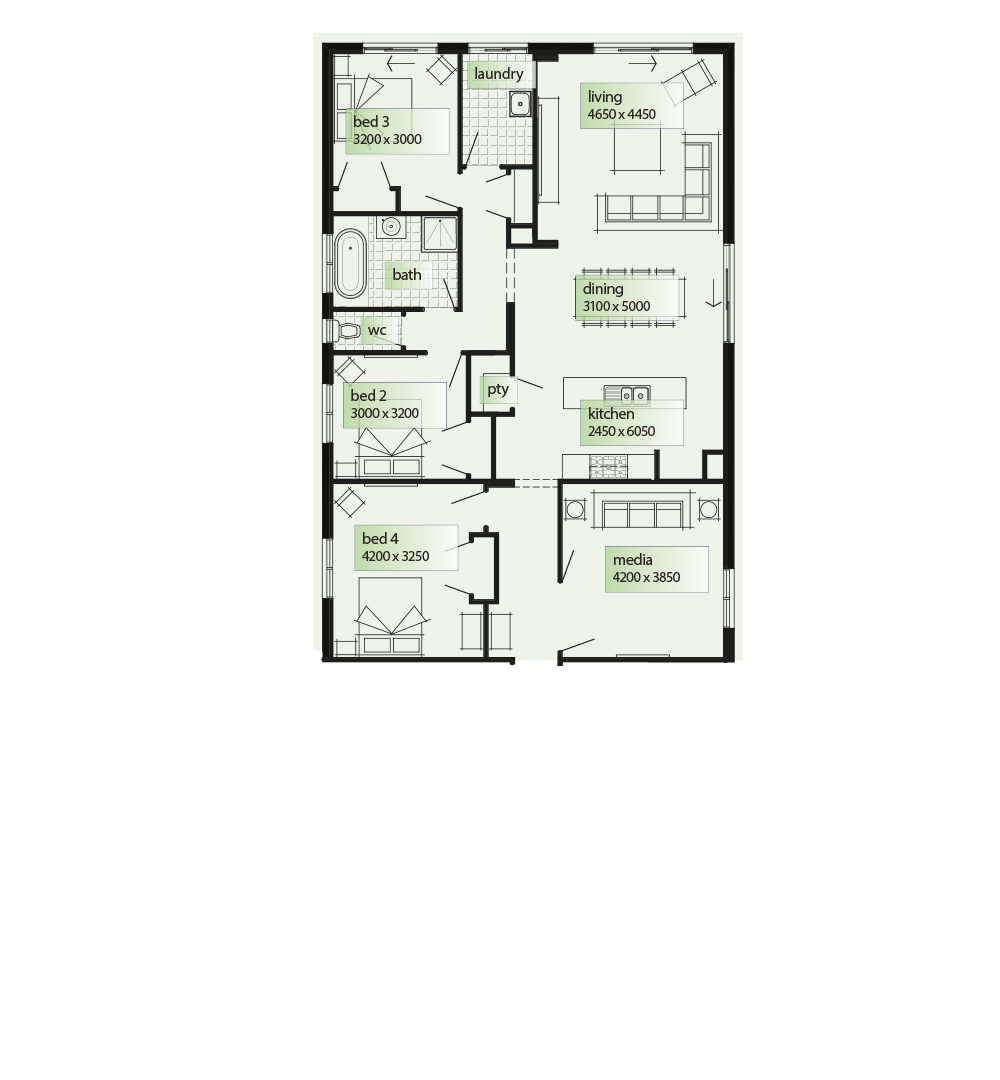 laundry
living
4650 x 4450
bed 3
3200 x 3000
bath
dining
3100 x 5000
wc
pty
bed 2
3000 x 3200
kitchen
2450 x 6050
bed 4
4200 x 3250
media
4200 x 3850